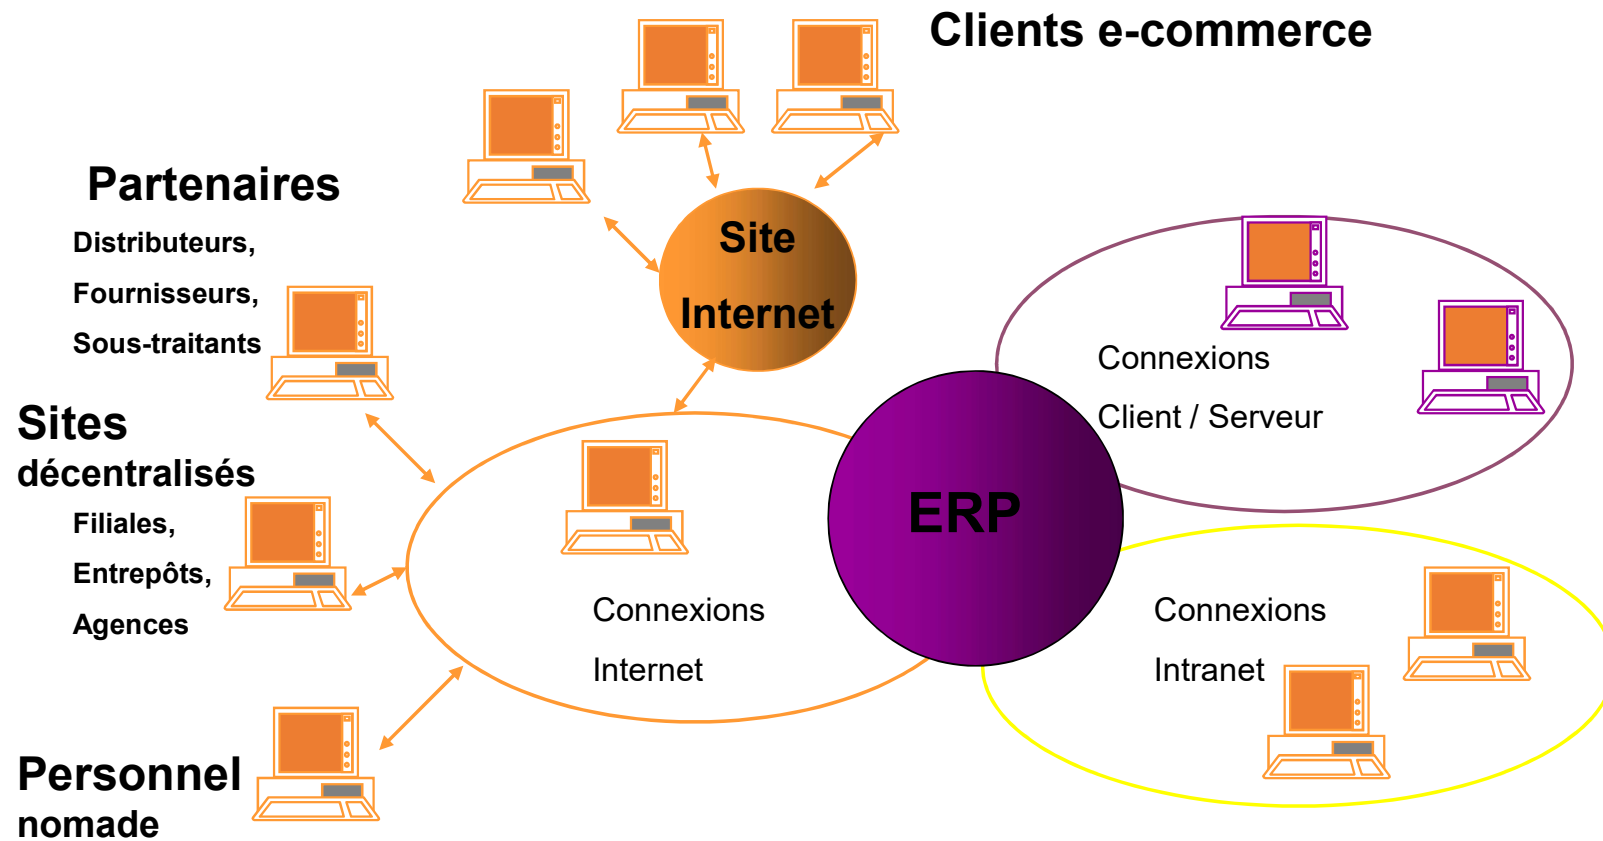 Clients e-commerce
Partenaires
Distributeurs,
Fournisseurs,
Sous-traitants
Site
Internet
Connexions
Client / Serveur
Sites
décentralisés
Filiales,
Entrepôts,
Agences
ERP
Connexions
Internet
Connexions
Intranet
Personnel
nomade